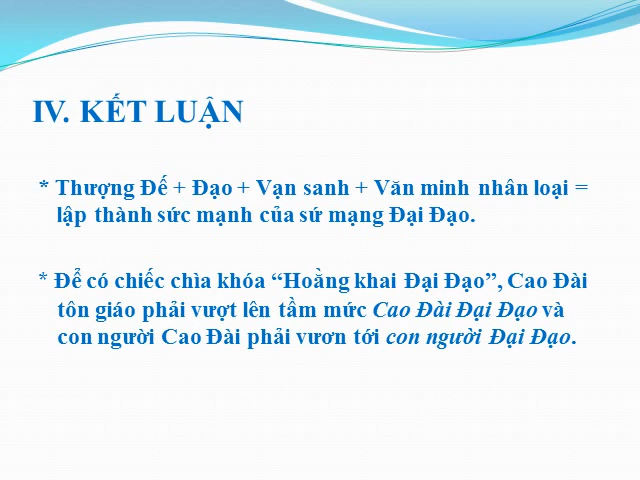 IV. KẾT LUẬN
* Thượng Đế + Đạo + Vạn sanh + Văn minh nhân loại =
lập thành sức mạnh của sứ mạng Đại Đạo.
* Để có chiếc chìa khóa “Hoằng khai Đại Đạo”, Cao Đài
tôn giáo phải vượt lên tầm mức Cao Đài Đại Đạo và
con người Cao Đài phải vươn tới con người Đại Đạo.